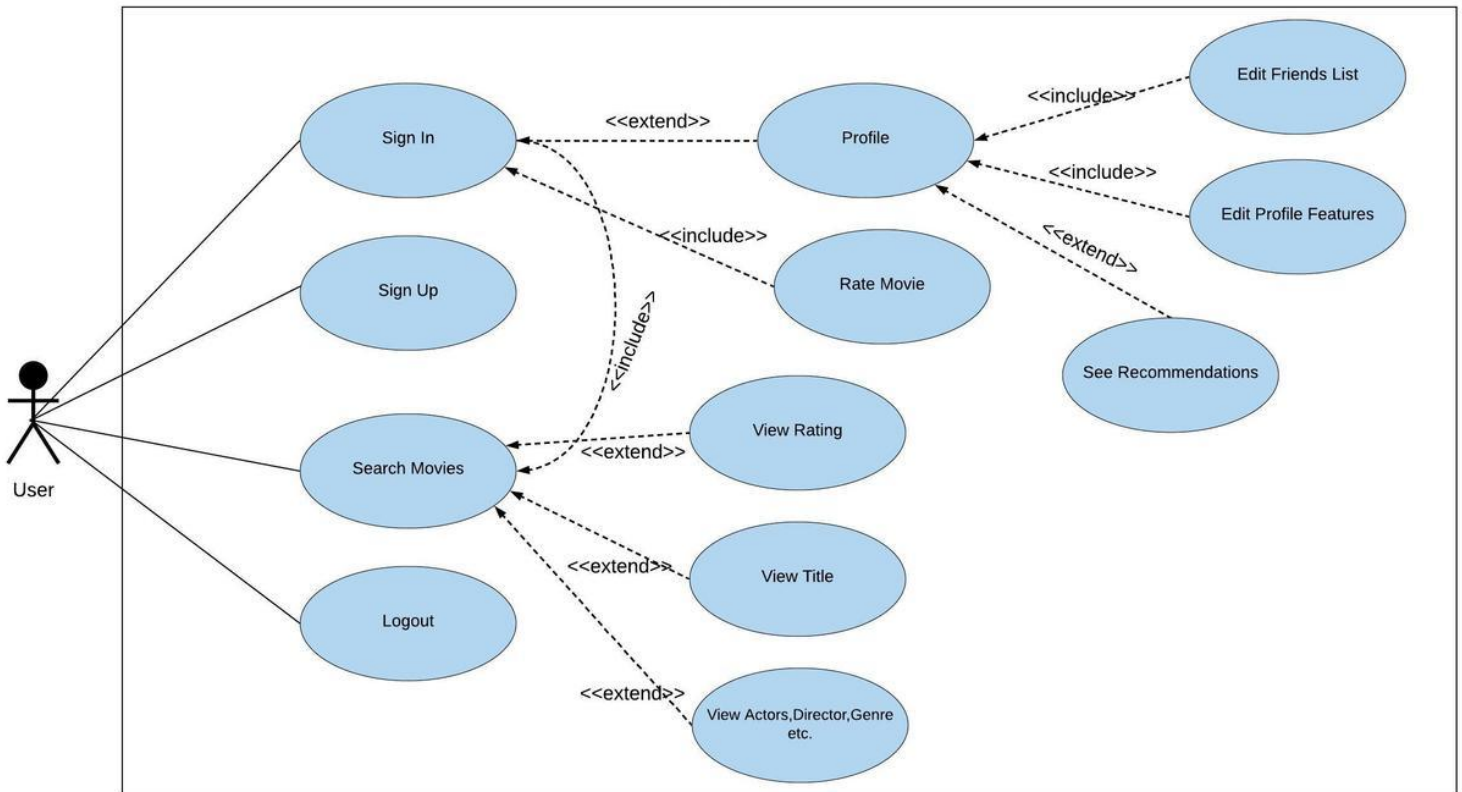 Edit Friends List
<<include>>
<<extend>>
Sign In
Profile
<<include>>
Edit Profile Features
<<include>>
<<extend>>
Sign Up
Rate Movie
<<include>>
See Recommendations
View Rating
<<extend>>
Search Movies
User
<<extend>>
View Title
Logout
<<extend>>
View Actors,Director,Genre
etc.